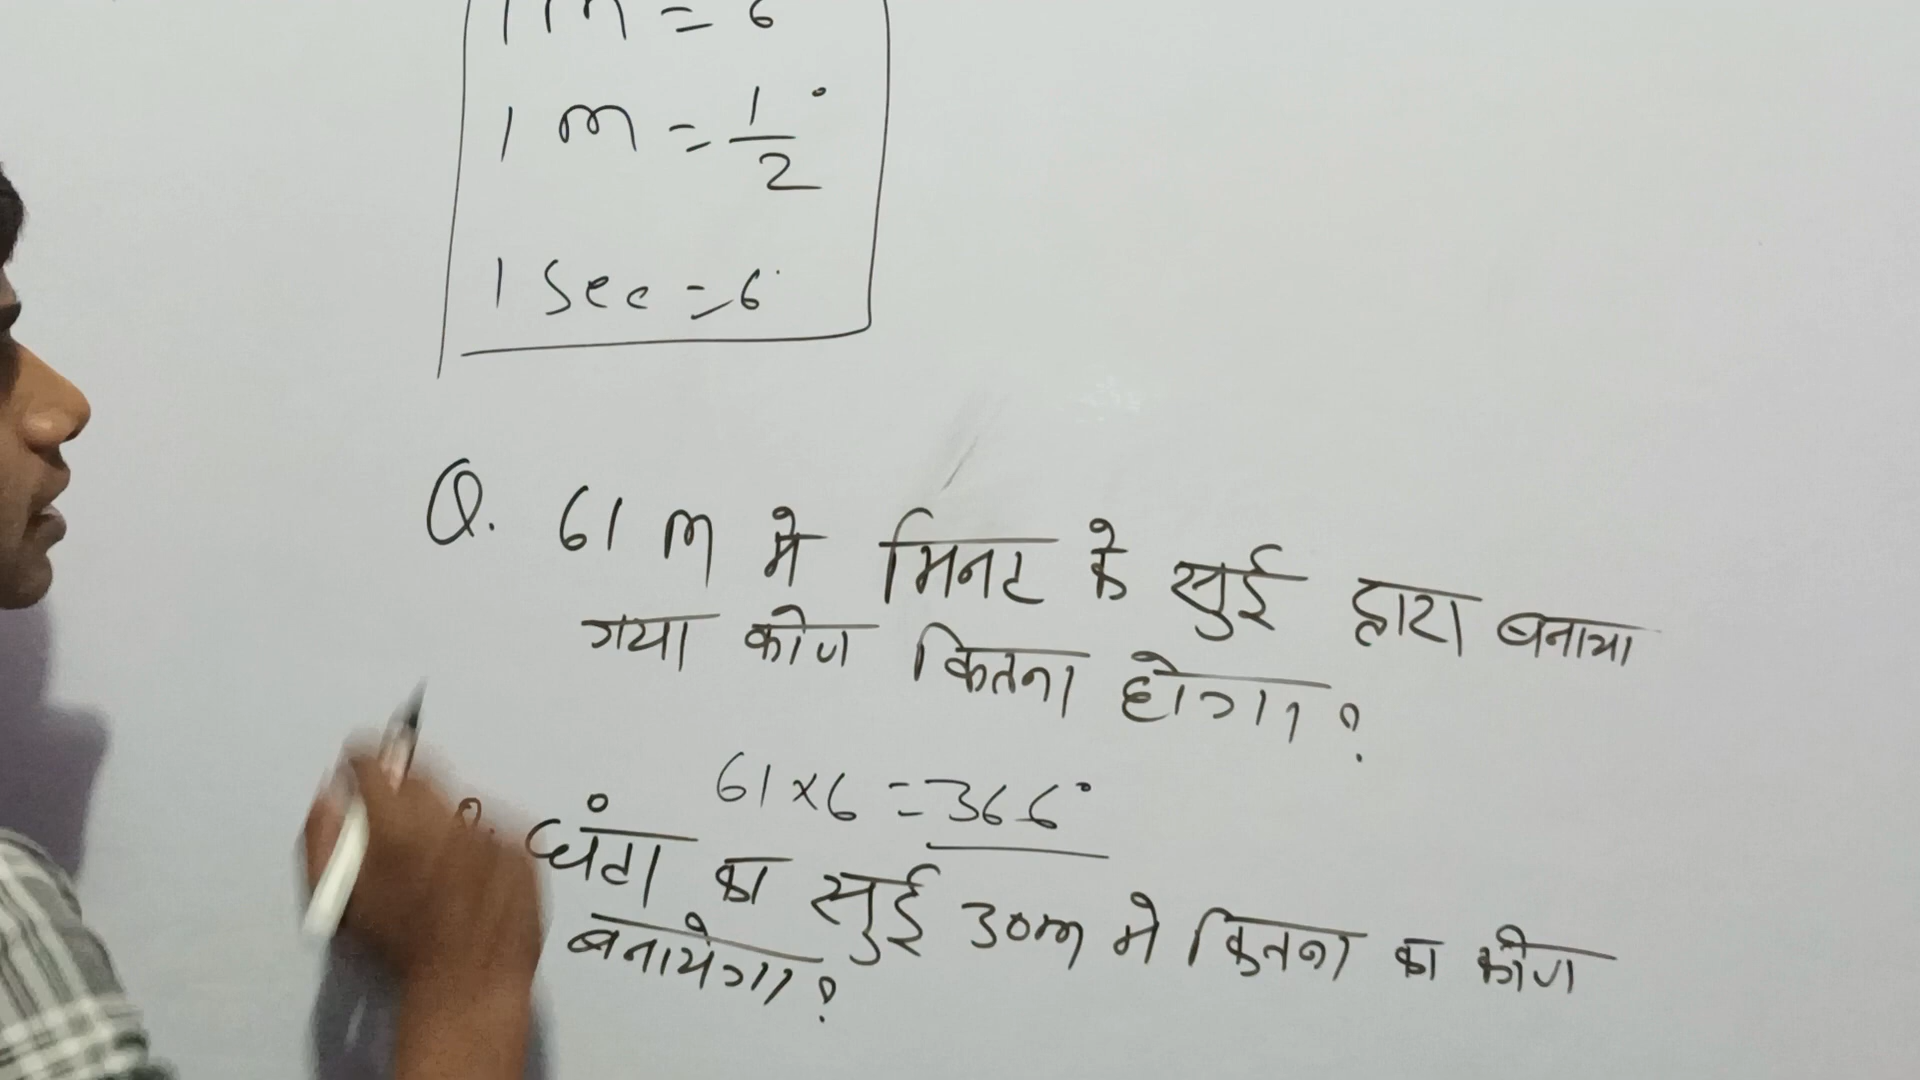 1 m = 6
1 m = 1/2°
1 Sec = 6°
Q. 61 m मे मिनट के सुई द्वारा बनाया
गया कोण कितना होगा?
61×6 = 366°
Q. घंटा का सुई 30m मे कितना का कोण
बनायेगा?